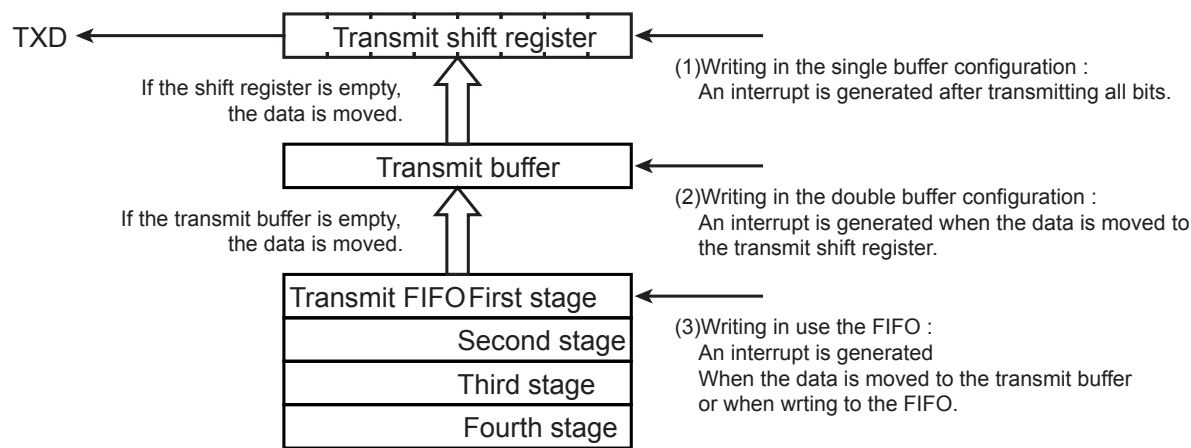 TXD
Transmit shift register
(1)Writing in the single buffer configuration :
An interrupt is generated after transmitting all bits.
If the shift register is empty,
the data is moved.
Transmit buffer
(2)Writing in the double buffer configuration :
An interrupt is generated when the data is moved to
the transmit shift register.
If the transmit buffer is empty,
the data is moved.
Transmit FIFO First stage
Second stage
Third stage
Fourth stage
(3)Writing in use the FIFO :
An interrupt is generated
When the data is moved to the transmit buffer
or when wrting to the FIFO.